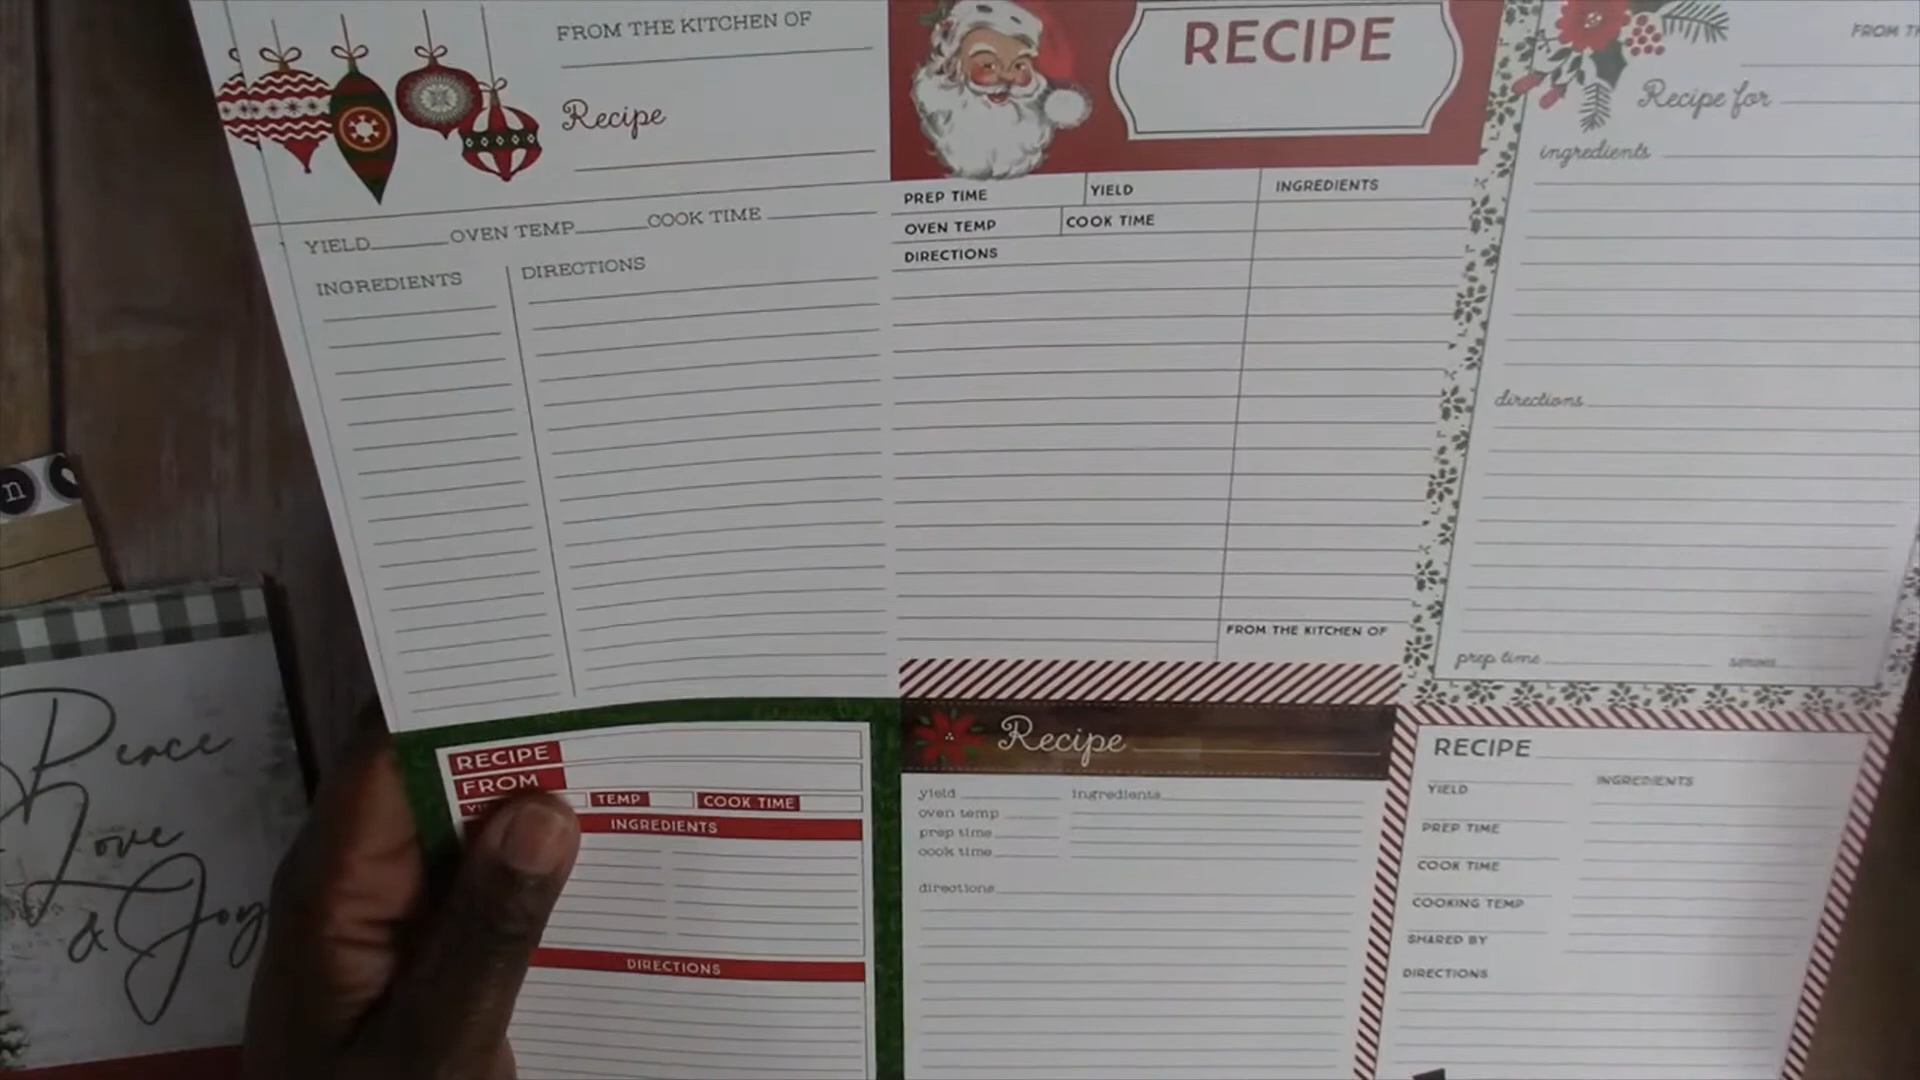 FROM THE KITCHEN OF
Recipe
YIELD OVEN TEMP COOK TIME
INGREDIENTS DIRECTIONS
RECIPE
PREP TIME YIELD INGREDIENTS
OVEN TEMP COOK TIME
DIRECTIONS
FROM THE KITCHEN OF
FROM
Recipe for
ingredients
directions
prep time
RECIPE
FROM
TEMP COOK TIME
INGREDIENTS
DIRECTIONS
Recipe
yield ingredients
oven temp
prep time
cook time
directions
RECIPE
YIELD INGREDIENTS
PREP TIME
COOK TIME
COOKING TEMP
SHARED BY
DIRECTIONS
n
Peace
Love
& Joy